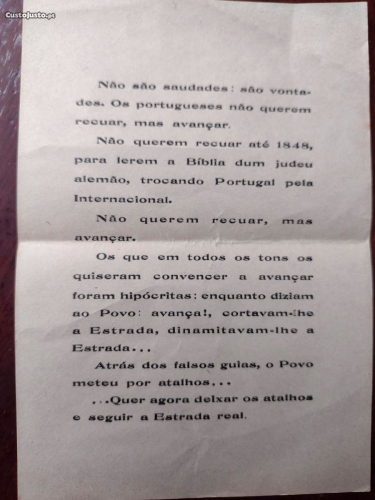 CustoJusto.pt
Não são saudades: são vonta-
des. Os portugueses não querem
recuar, mas avançar.
Não querem recuar até 1848,
para lerem a Bíblia dum judeu
alemão, trocando Portugal pela
Internacional.
Não querem recuar, mas
avançar.
Os que em todos os tons os
quiseram convencer a avançar
foram hipócritas: enquanto diziam
ao Povo: avança!, cortavam-lhe
a Estrada, dinamitavam-lhe a
Estrada...
Atrás dos falsos guias, o Povo
meteu por atalhos...
...Quer agora deixar os atalhos
e seguir a Estrada real.